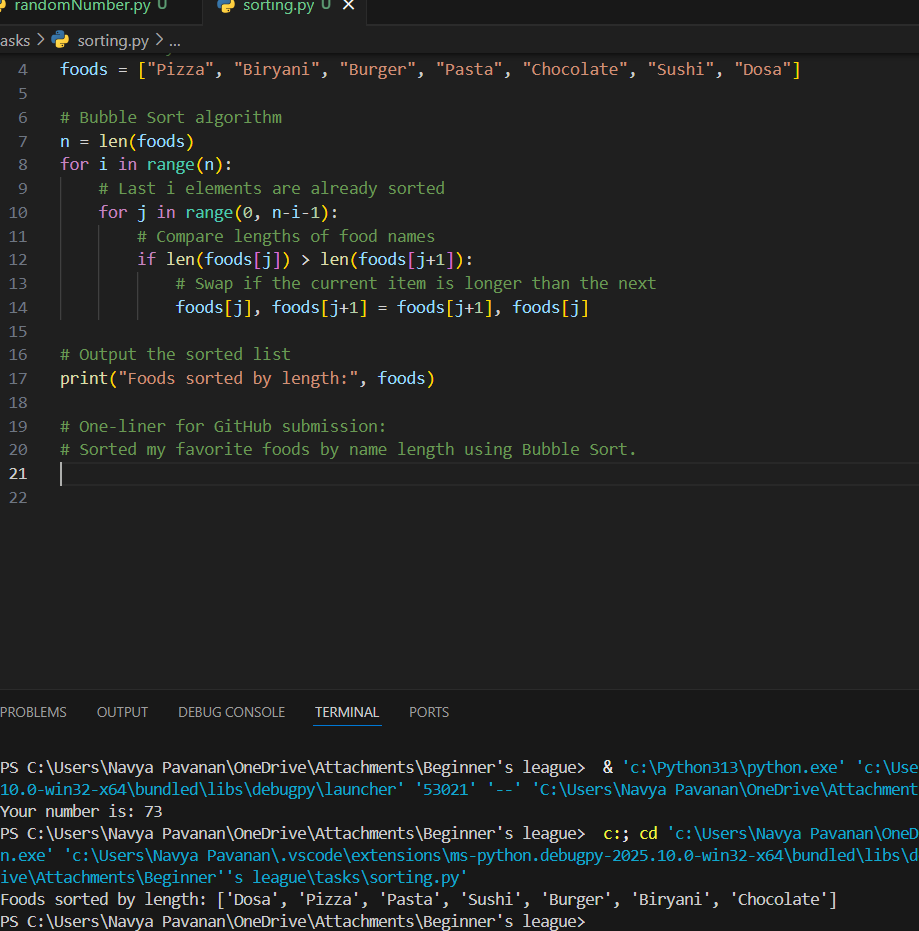 randomNumber.py U sorting.py U ×
asks > sorting.py > ...
4 foods = ["Pizza", "Biryani", "Burger", "Pasta", "Chocolate", "Sushi", "Dosa"]
5
6 # Bubble Sort algorithm
7 n = len(foods)
8 for i in range(n):
9     # Last i elements are already sorted
10     for j in range(0, n-i-1):
11         # Compare lengths of food names
12         if len(foods[j]) > len(foods[j+1]):
13             # Swap if the current item is longer than the next
14             foods[j], foods[j+1] = foods[j+1], foods[j]
15
16 # Output the sorted list
17 print("Foods sorted by length:", foods)
18
19 # One-liner for GitHub submission:
20 # Sorted my favorite foods by name length using Bubble Sort.
21
22
PROBLEMS OUTPUT DEBUG CONSOLE TERMINAL PORTS
PS C:\Users\Navya Pavanan\OneDrive\Attachments\Beginner's league>  & 'c:\Python313\python.exe' 'c:\Use
10.0-win32-x64\bundled\libs\debugpy\launcher' '53021' '--' 'C:\Users\Navya Pavanan\OneDrive\Attachment
Your number is: 73
PS C:\Users\Navya Pavanan\OneDrive\Attachments\Beginner's league>  c:; cd 'c:\Users\Navya Pavanan\OneD
n.exe' 'c:\Users\Navya Pavanan\.vscode\extensions\ms-python.debugpy-2025.10.0-win32-x64\bundled\libs\d
ive\Attachments\Beginner''s league\tasks\sorting.py'
Foods sorted by length: ['Dosa', 'Pizza', 'Pasta', 'Sushi', 'Burger', 'Biryani', 'Chocolate']
PS C:\Users\Navya Pavanan\OneDrive\Attachments\Beginner's league>